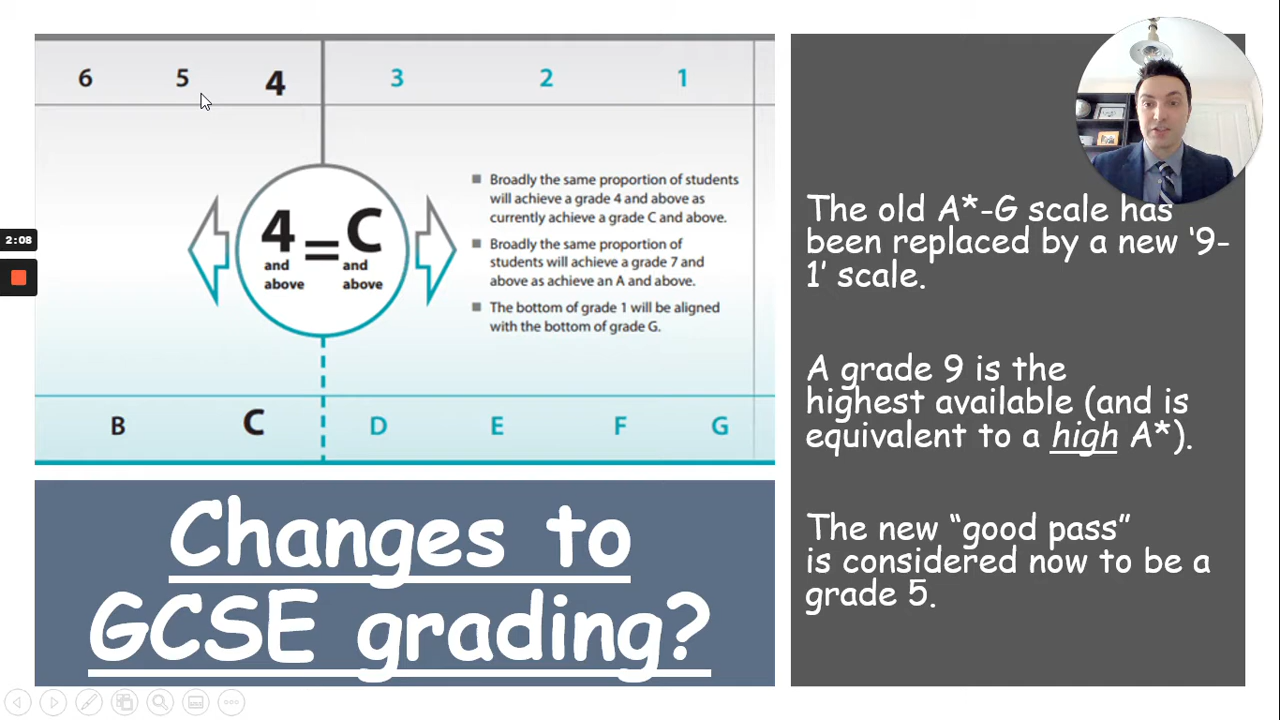 6 5 4 3 2 1
Broadly the same proportion of students
will achieve a grade 4 and above as
currently achieve a grade C and above.
Broadly the same proportion of
students will achieve a grade 7 and
above as achieve an A and above.
The bottom of grade 1 will be aligned
with the bottom of grade G.
4 = C
and and
above above
B C D E F G
2:08
Changes to
GCSE grading?
The old A*-G scale has
been replaced by a new ‘9-
1’ scale.
A grade 9 is the
highest available (and is
equivalent to a high A*).
The new “good pass”
is considered now to be a
grade 5.